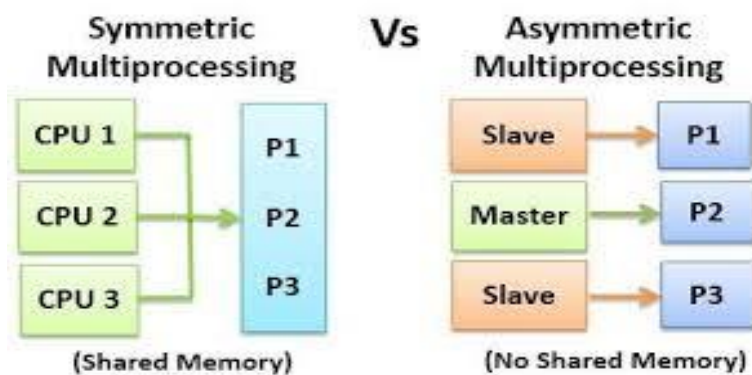 Symmetric
Multiprocessing
Vs
Asymmetric
Multiprocessing
CPU 1
CPU 2
CPU 3
P1
P2
P3
(Shared Memory)
Slave
P1
Master
P2
Slave
P3
(No Shared Memory)